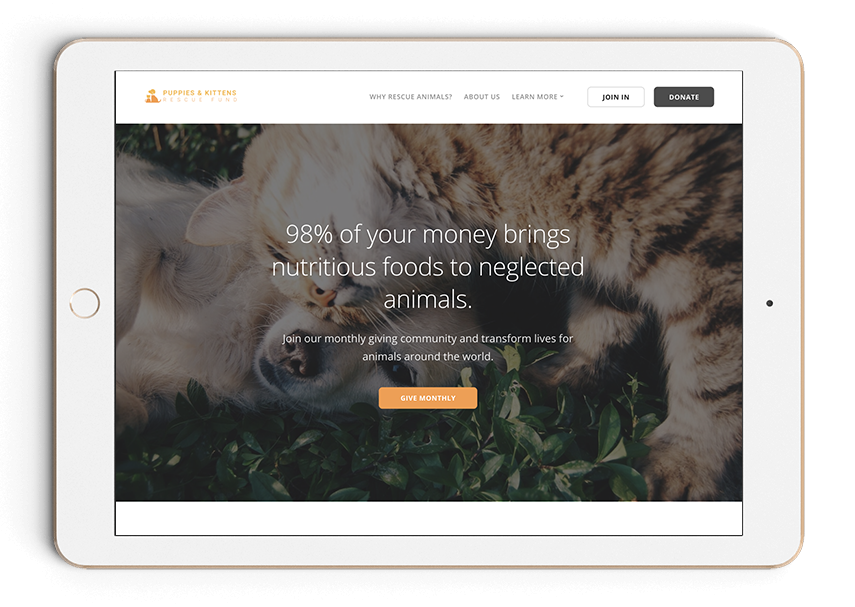 PUPPIES & KITTENS
RESCUE FUND
WHY RESCUE ANIMALS?
ABOUT US
LEARN MORE
JOIN IN
DONATE
98% of your money brings
nutritious foods to neglected
animals.
Join our monthly giving community and transform lives for
animals around the world.
GIVE MONTHLY